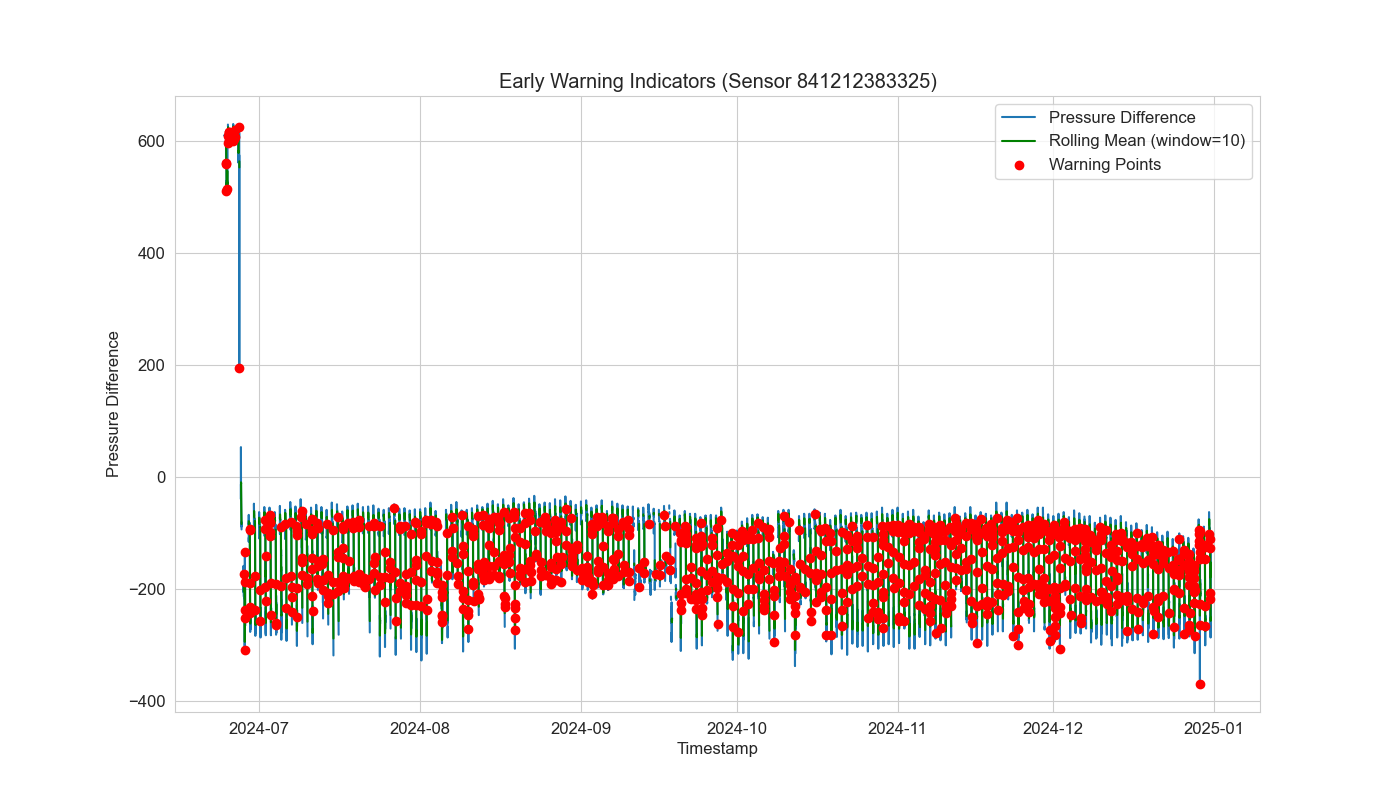 Early Warning Indicators (Sensor 841212383325)
Pressure Difference
Rolling Mean (window=10)
Warning Points
600
400
200
0
−200
−400
Pressure Difference
2024-07
2024-08
2024-09
2024-10
2024-11
2024-12
2025-01
Timestamp